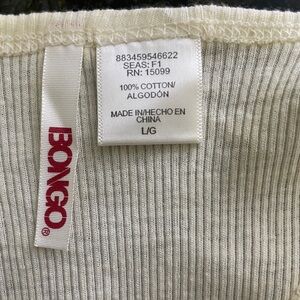 BONGO®
883459546622
SEAS: F1
RN: 15099
100% COTTON/
ALGODÓN
MADE IN/HECHO EN
CHINA
L/G